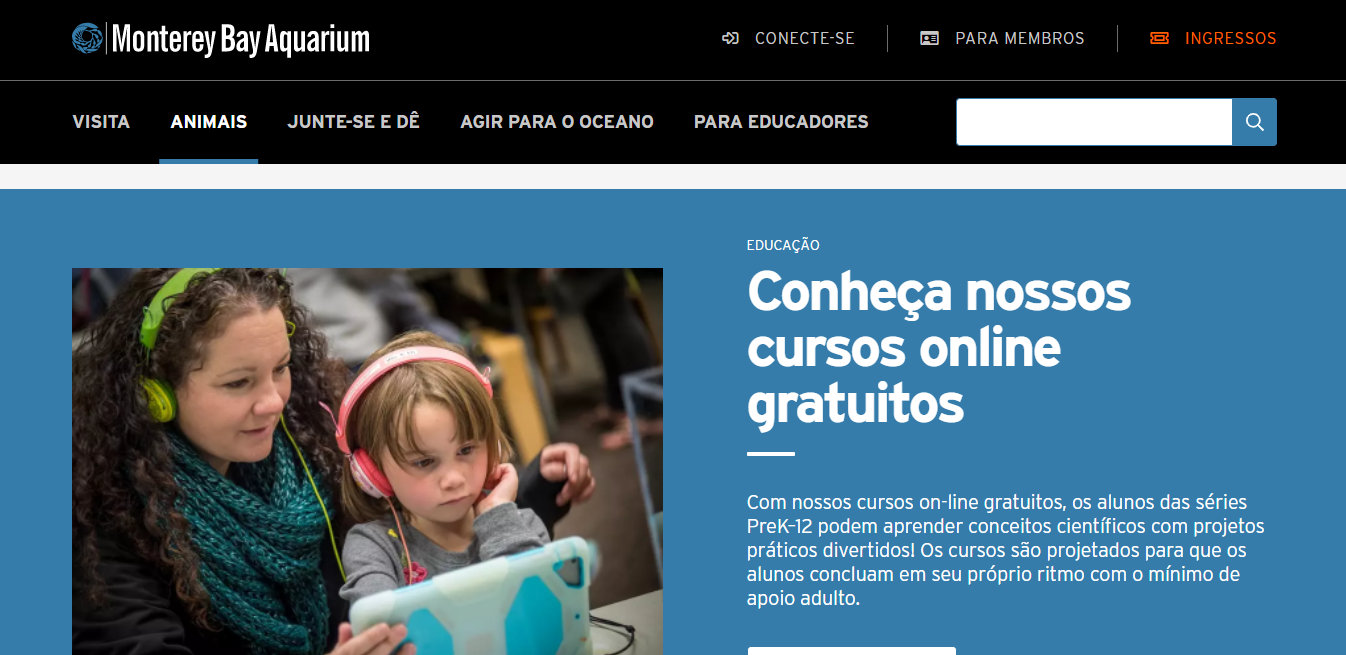 Monterey Bay Aquarium
CONECTE-SE
PARA MEMBROS
INGRESSOS
VISITA
ANIMAIS
JUNTE-SE E DÊ
AGIR PARA O OCEANO
PARA EDUCADORES
EDUCAÇÃO
Conheça nossos
cursos online
gratuitos
Com nossos cursos on-line gratuitos, os alunos das séries
PreK–12 podem aprender conceitos científicos com projetos
práticos divertidos! Os cursos são projetados para que os
alunos concluam em seu próprio ritmo com o mínimo de
apoio adulto.